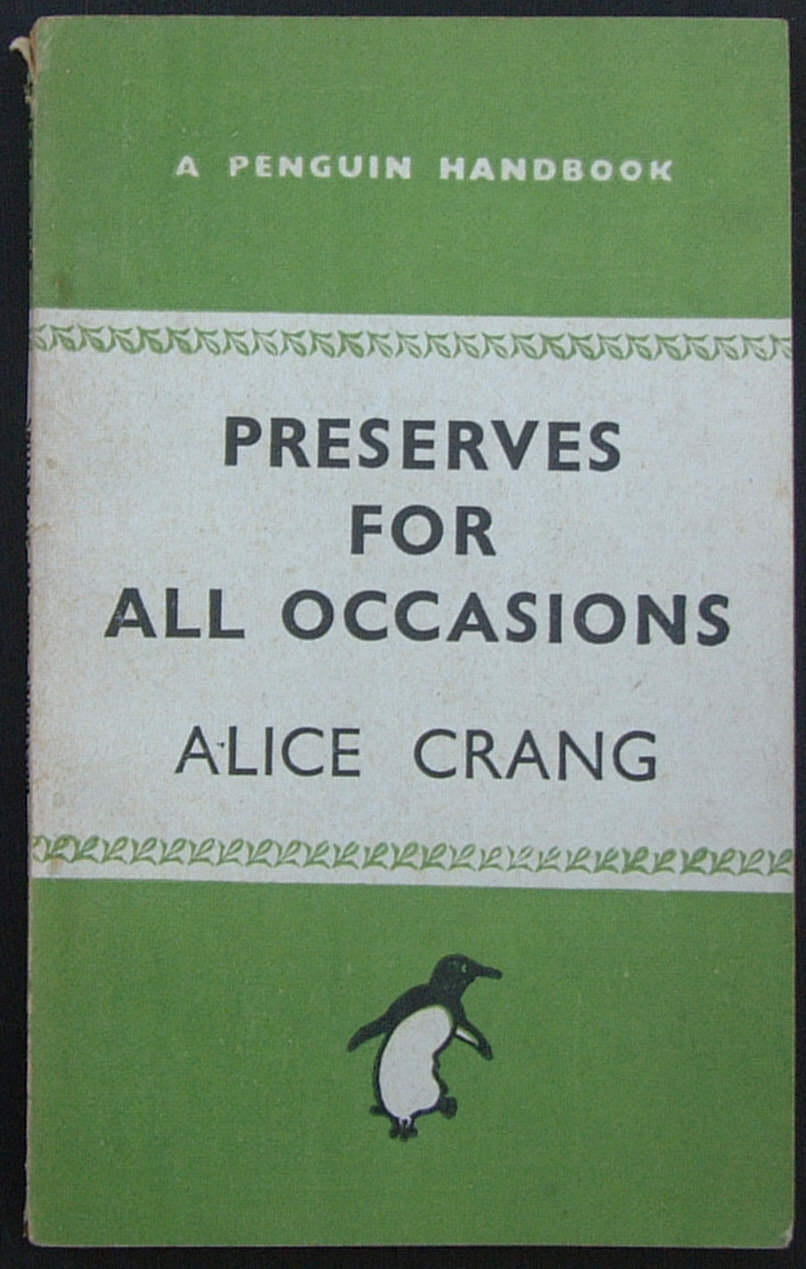 A PENGUIN HANDBOOK
PRESERVES
FOR
ALL OCCASIONS
ALICE CRANG